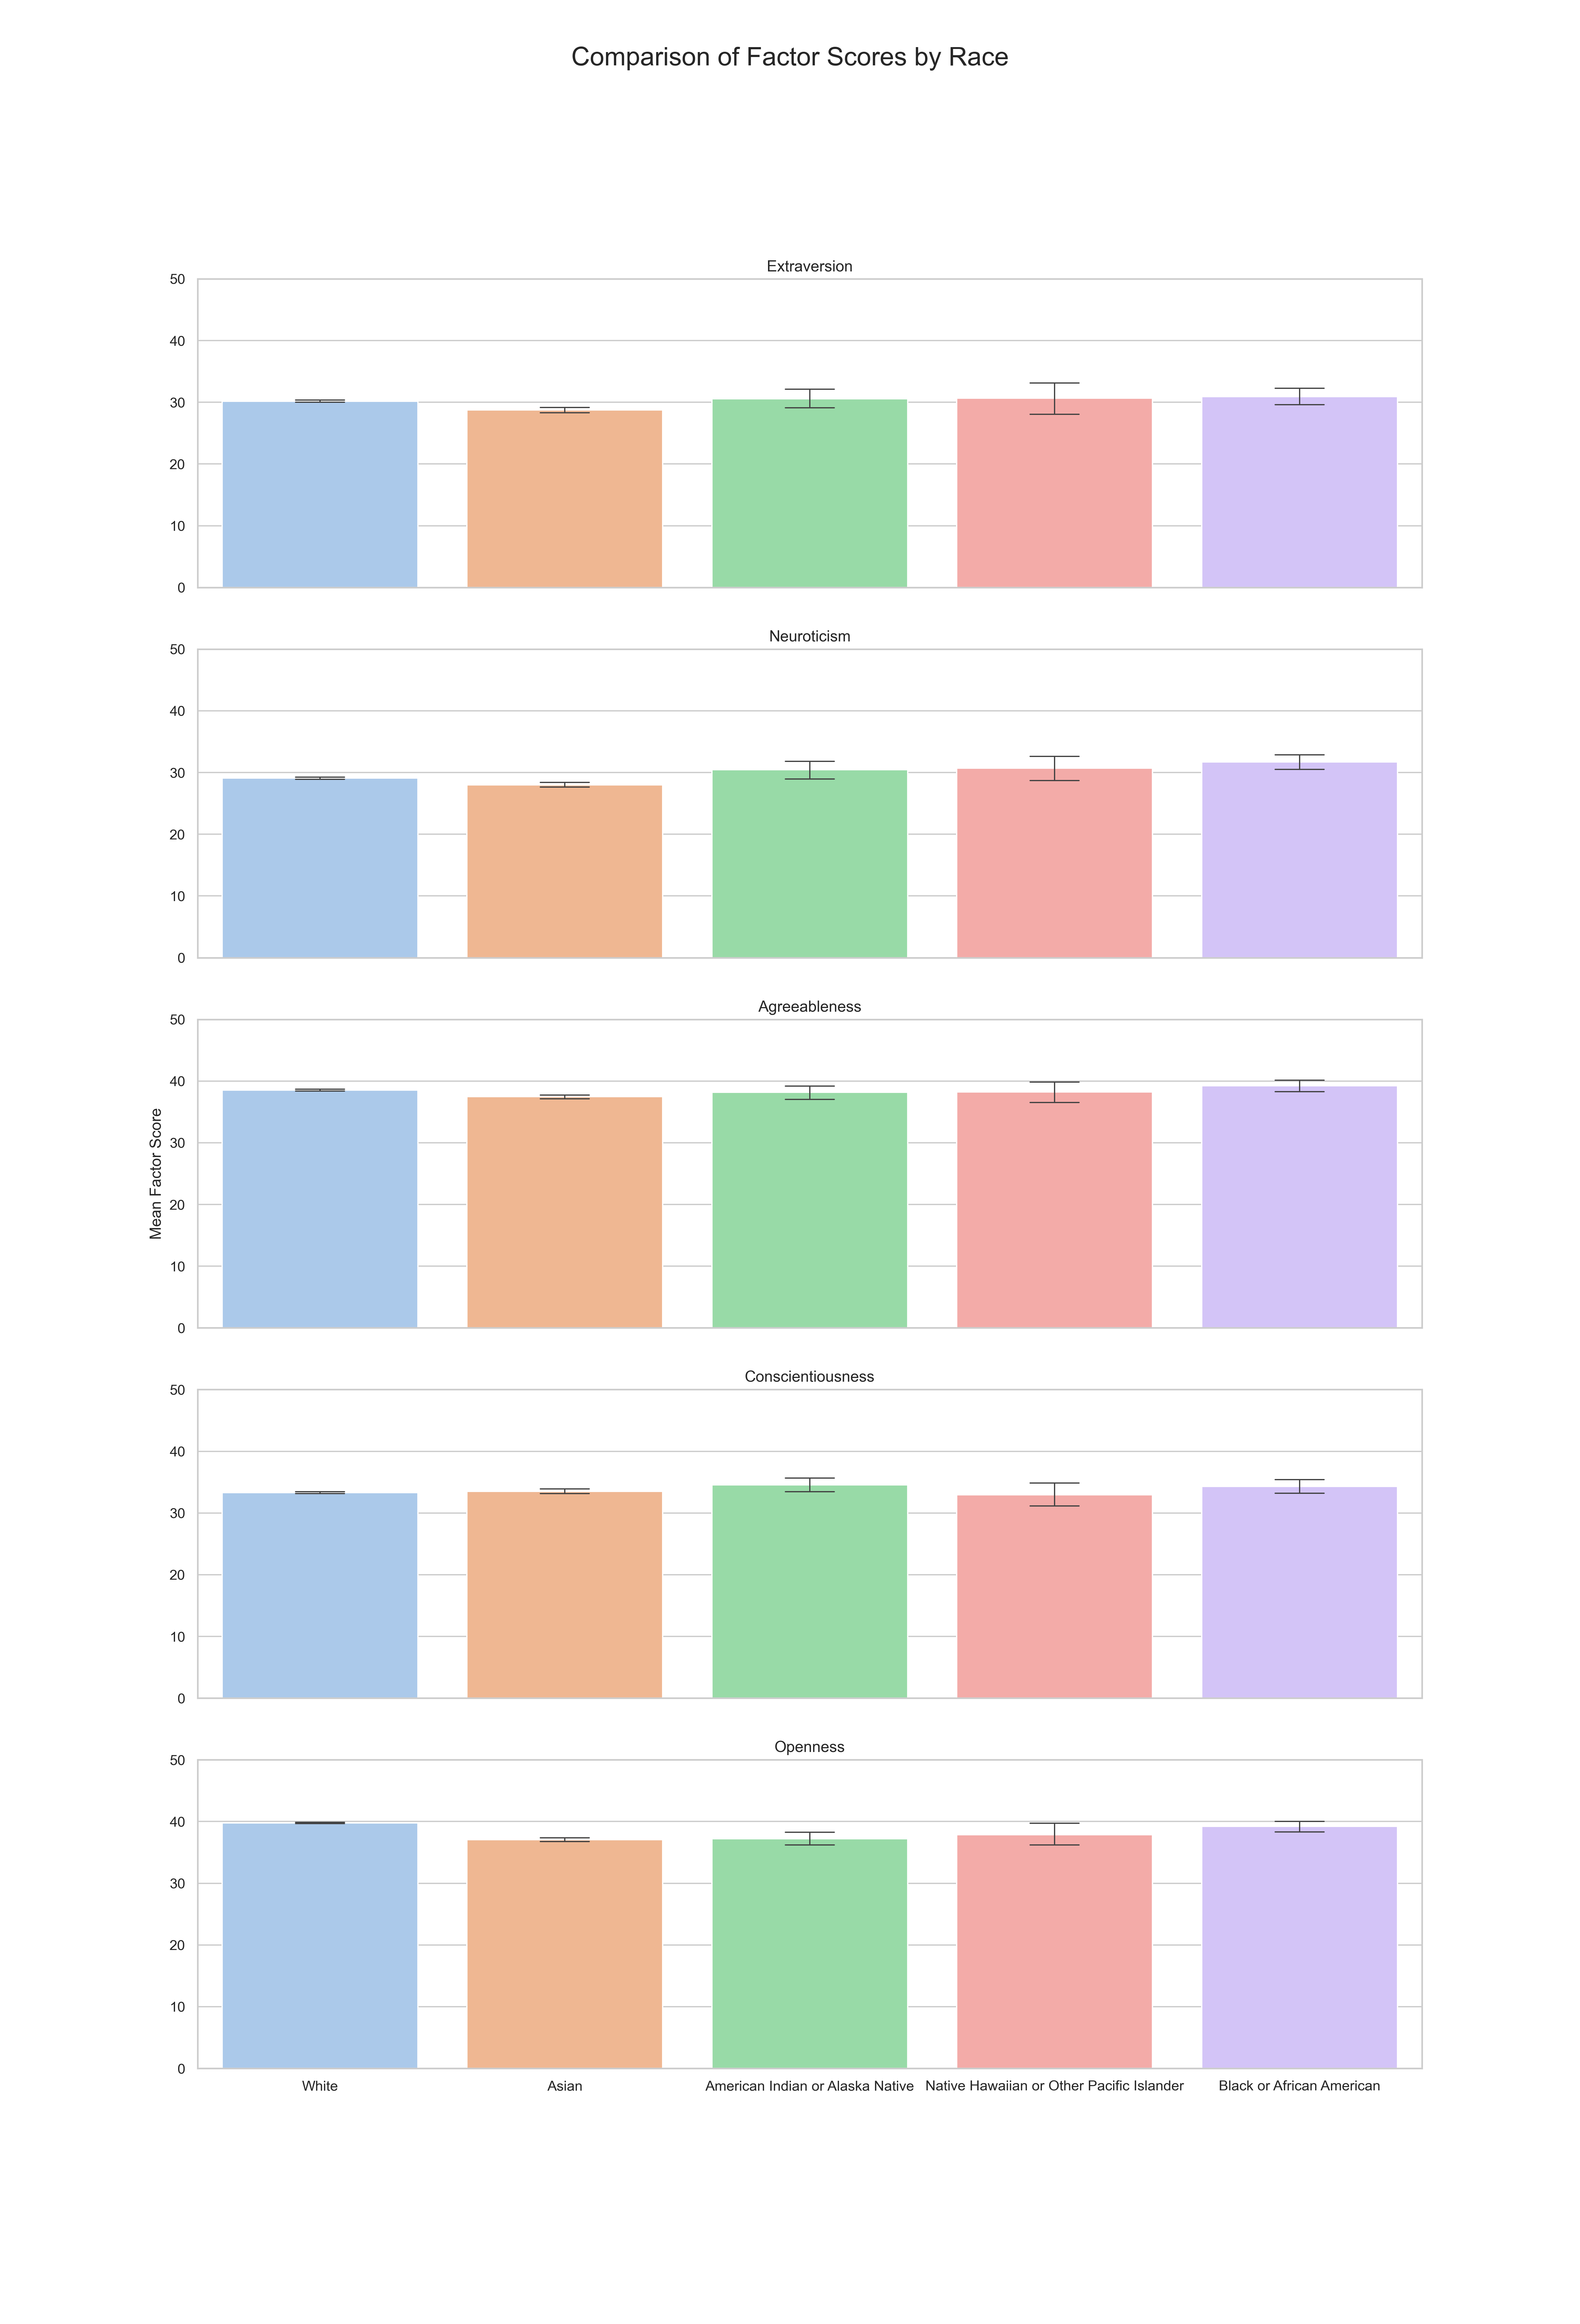 Comparison of Factor Scores by Race
Extraversion
50
40
30
20
10
0
Neuroticism
50
40
30
20
10
0
Agreeableness
50
40
30
20
10
0
Mean Factor Score
Conscientiousness
50
40
30
20
10
0
Openness
50
40
30
20
10
0
White
Asian
American Indian or Alaska Native
Native Hawaiian or Other Pacific Islander
Black or African American